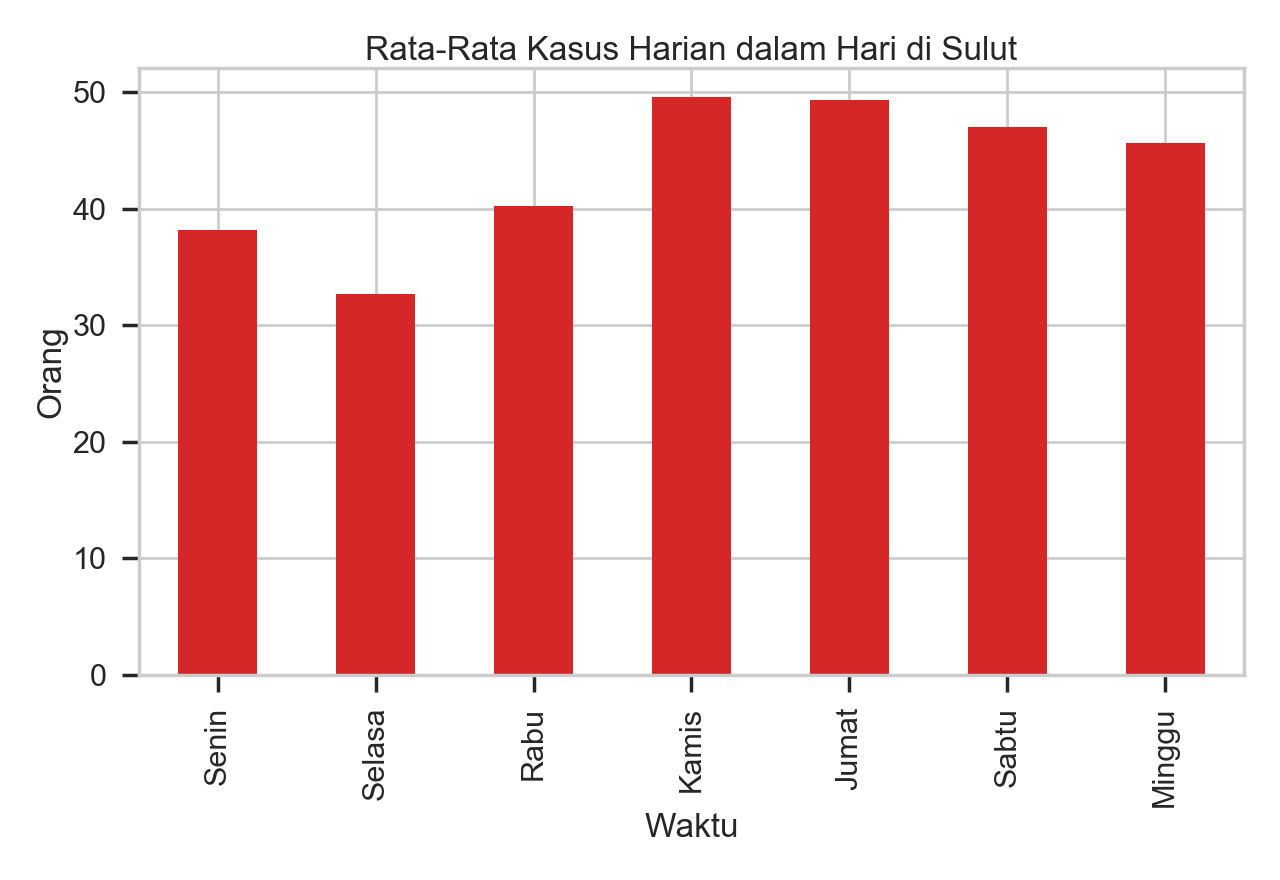 Rata-Rata Kasus Harian dalam Hari di Sulut
50
40
30
20
10
0
Orang
Senin
Selasa
Rabu
Kamis
Jumat
Sabtu
Minggu
Waktu